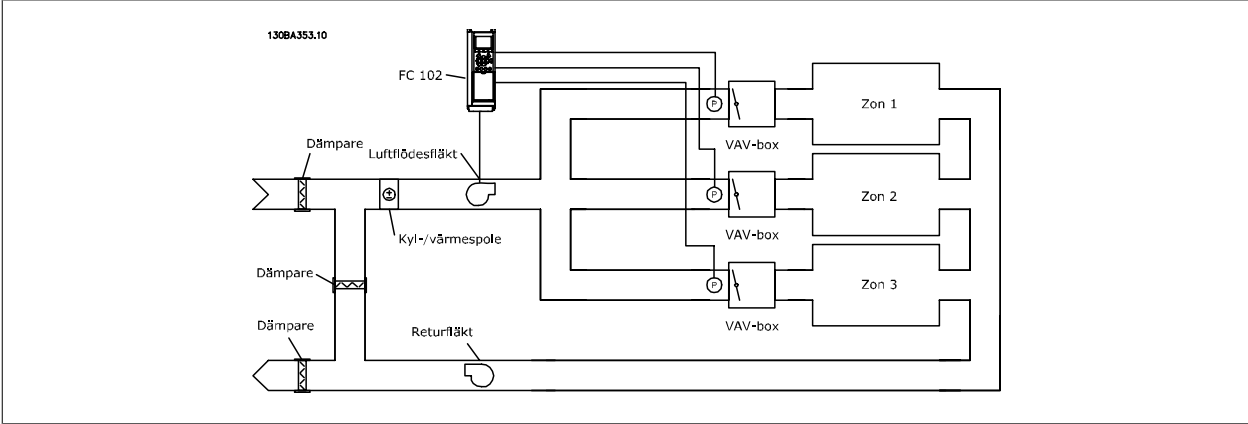 130BA353.10
FC 102
P
Zon 1
Dämpare
Luftflödesfläkt
VAV-box
P
Zon 2
Kyl-/värmespole
VAV-box
Dämpare
P
Zon 3
Dämpare
Returfläkt
VAV-box